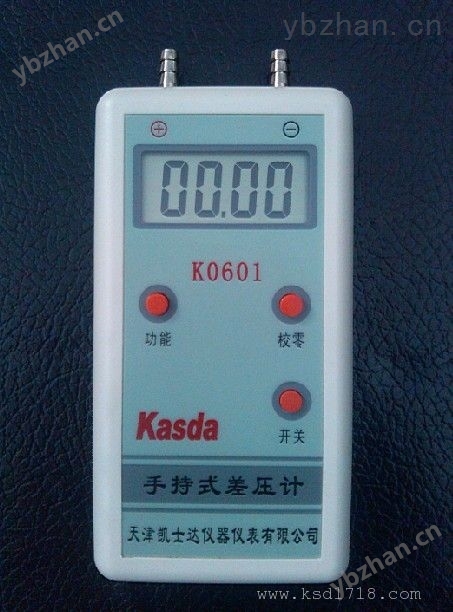 ybzhan.cn
ybzhan.cn
⊕ ⊖
00.00
K0601
功能 校零
开关
Kasda
手持式差压计
天津凯士达仪器仪表有限公司
www.ksd1718.com
ybzhan.cn